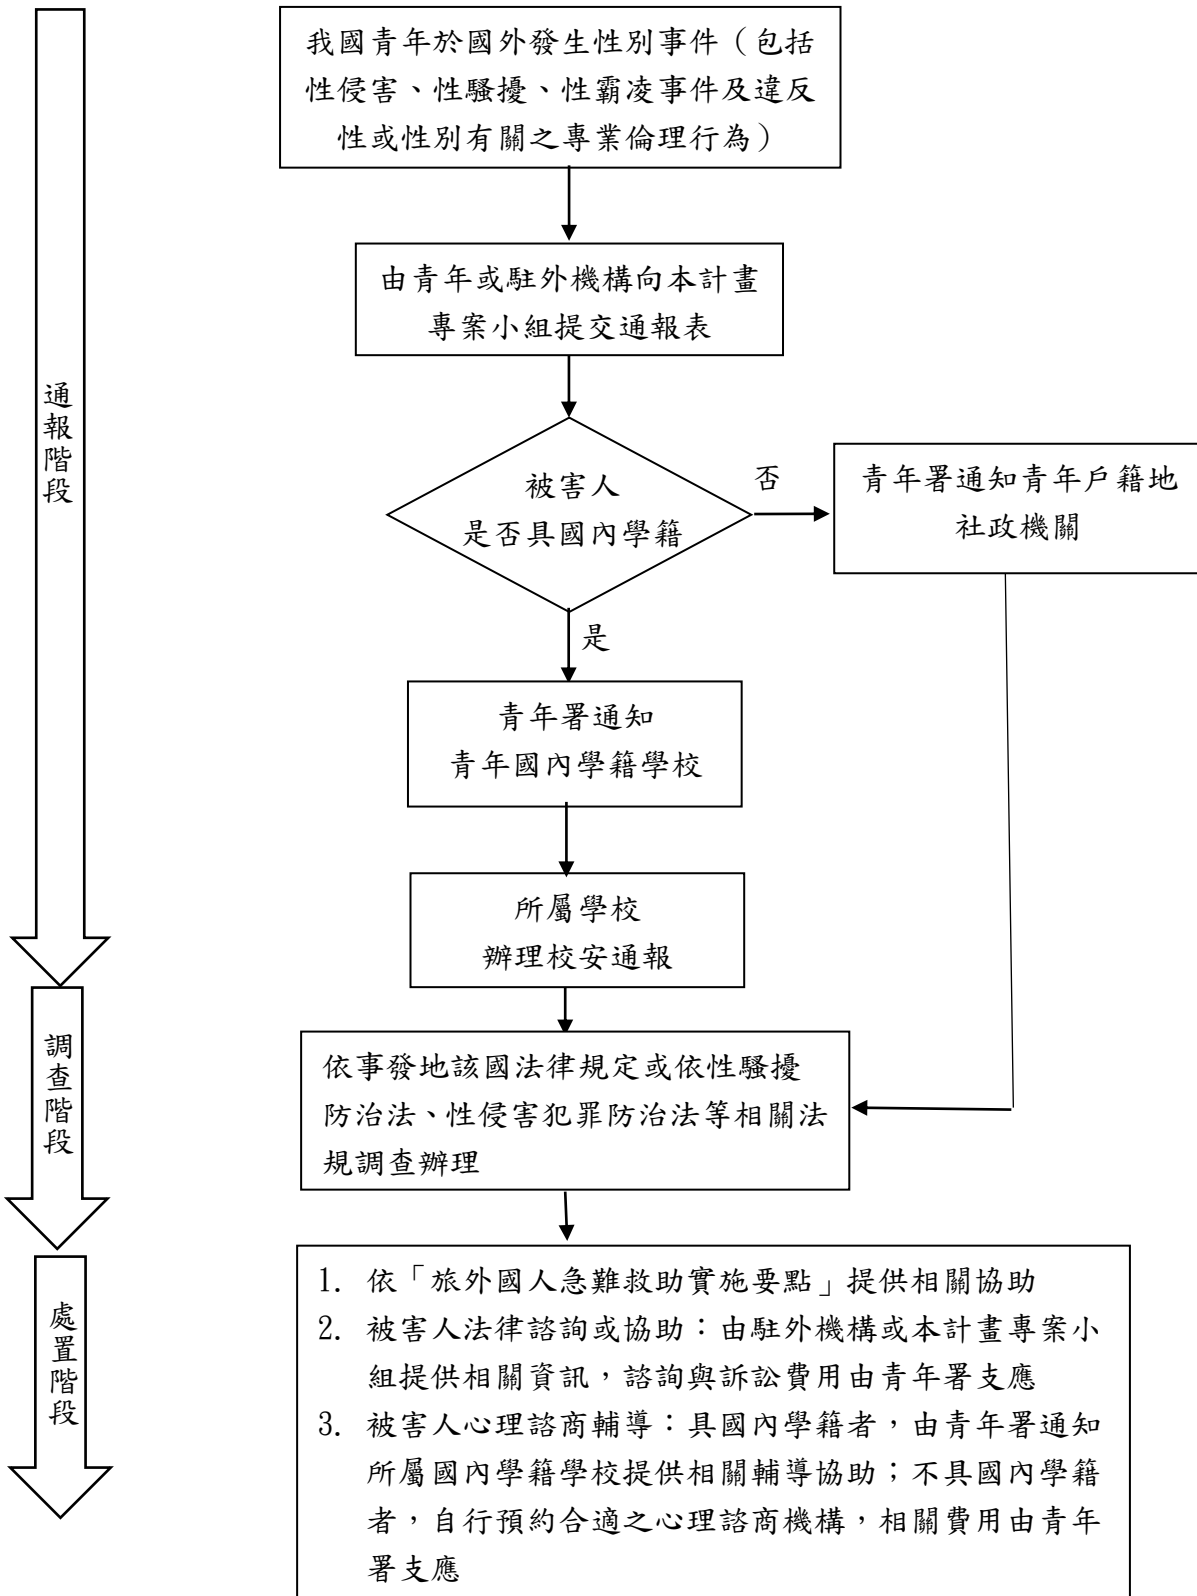 我國青年於國外發生性別事件（包括
性侵害、性騷擾、性霸凌事件及違反
性或性別有關之專業倫理行為）
由青年或駐外機構向本計畫
專案小組提交通報表
通報階段
被害人
是否具國內學籍
否
青年署通知青年戶籍地
社政機關
是
青年署通知
青年國內學籍學校
所屬學校
辦理校安通報
調查階段
依事發地該國法律規定或依性騷擾
防治法、性侵害犯罪防治法等相關法
規調查辦理
處置階段
1. 依「旅外國人急難救助實施要點」提供相關協助
2. 被害人法律諮詢或協助：由駐外機構或本計畫專案小
組提供相關資訊，諮詢與訴訟費用由青年署支應
3. 被害人心理諮商輔導：具國內學籍者，由青年署通知
所屬國內學籍學校提供相關輔導協助；不具國內學籍
者，自行預約合適之心理諮商機構，相關費用由青年
署支應